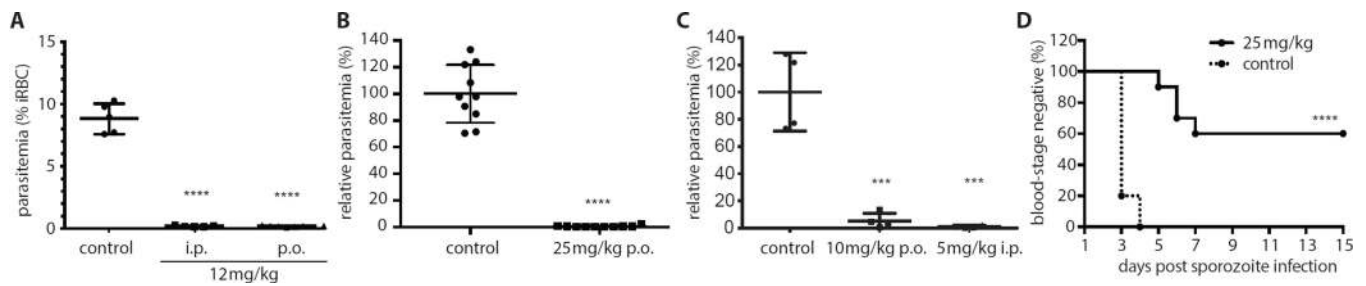 A
parasitemia (% iRBC)
15
10
5
0
****
****
control
i.p.
p.o.
12mg/kg
B
relative parasitemia (%)
140
120
100
80
60
40
20
0
****
control
25mg/kg p.o.
C
relative parasitemia (%)
140
120
100
80
60
40
20
0
***
***
control
10mg/kg p.o.
5mg/kg i.p.
D
25mg/kg
control
blood-stage negative (%)
120
100
80
60
40
20
0
****
1 3 5 7 9 11 13 15
days post sporozoite infection